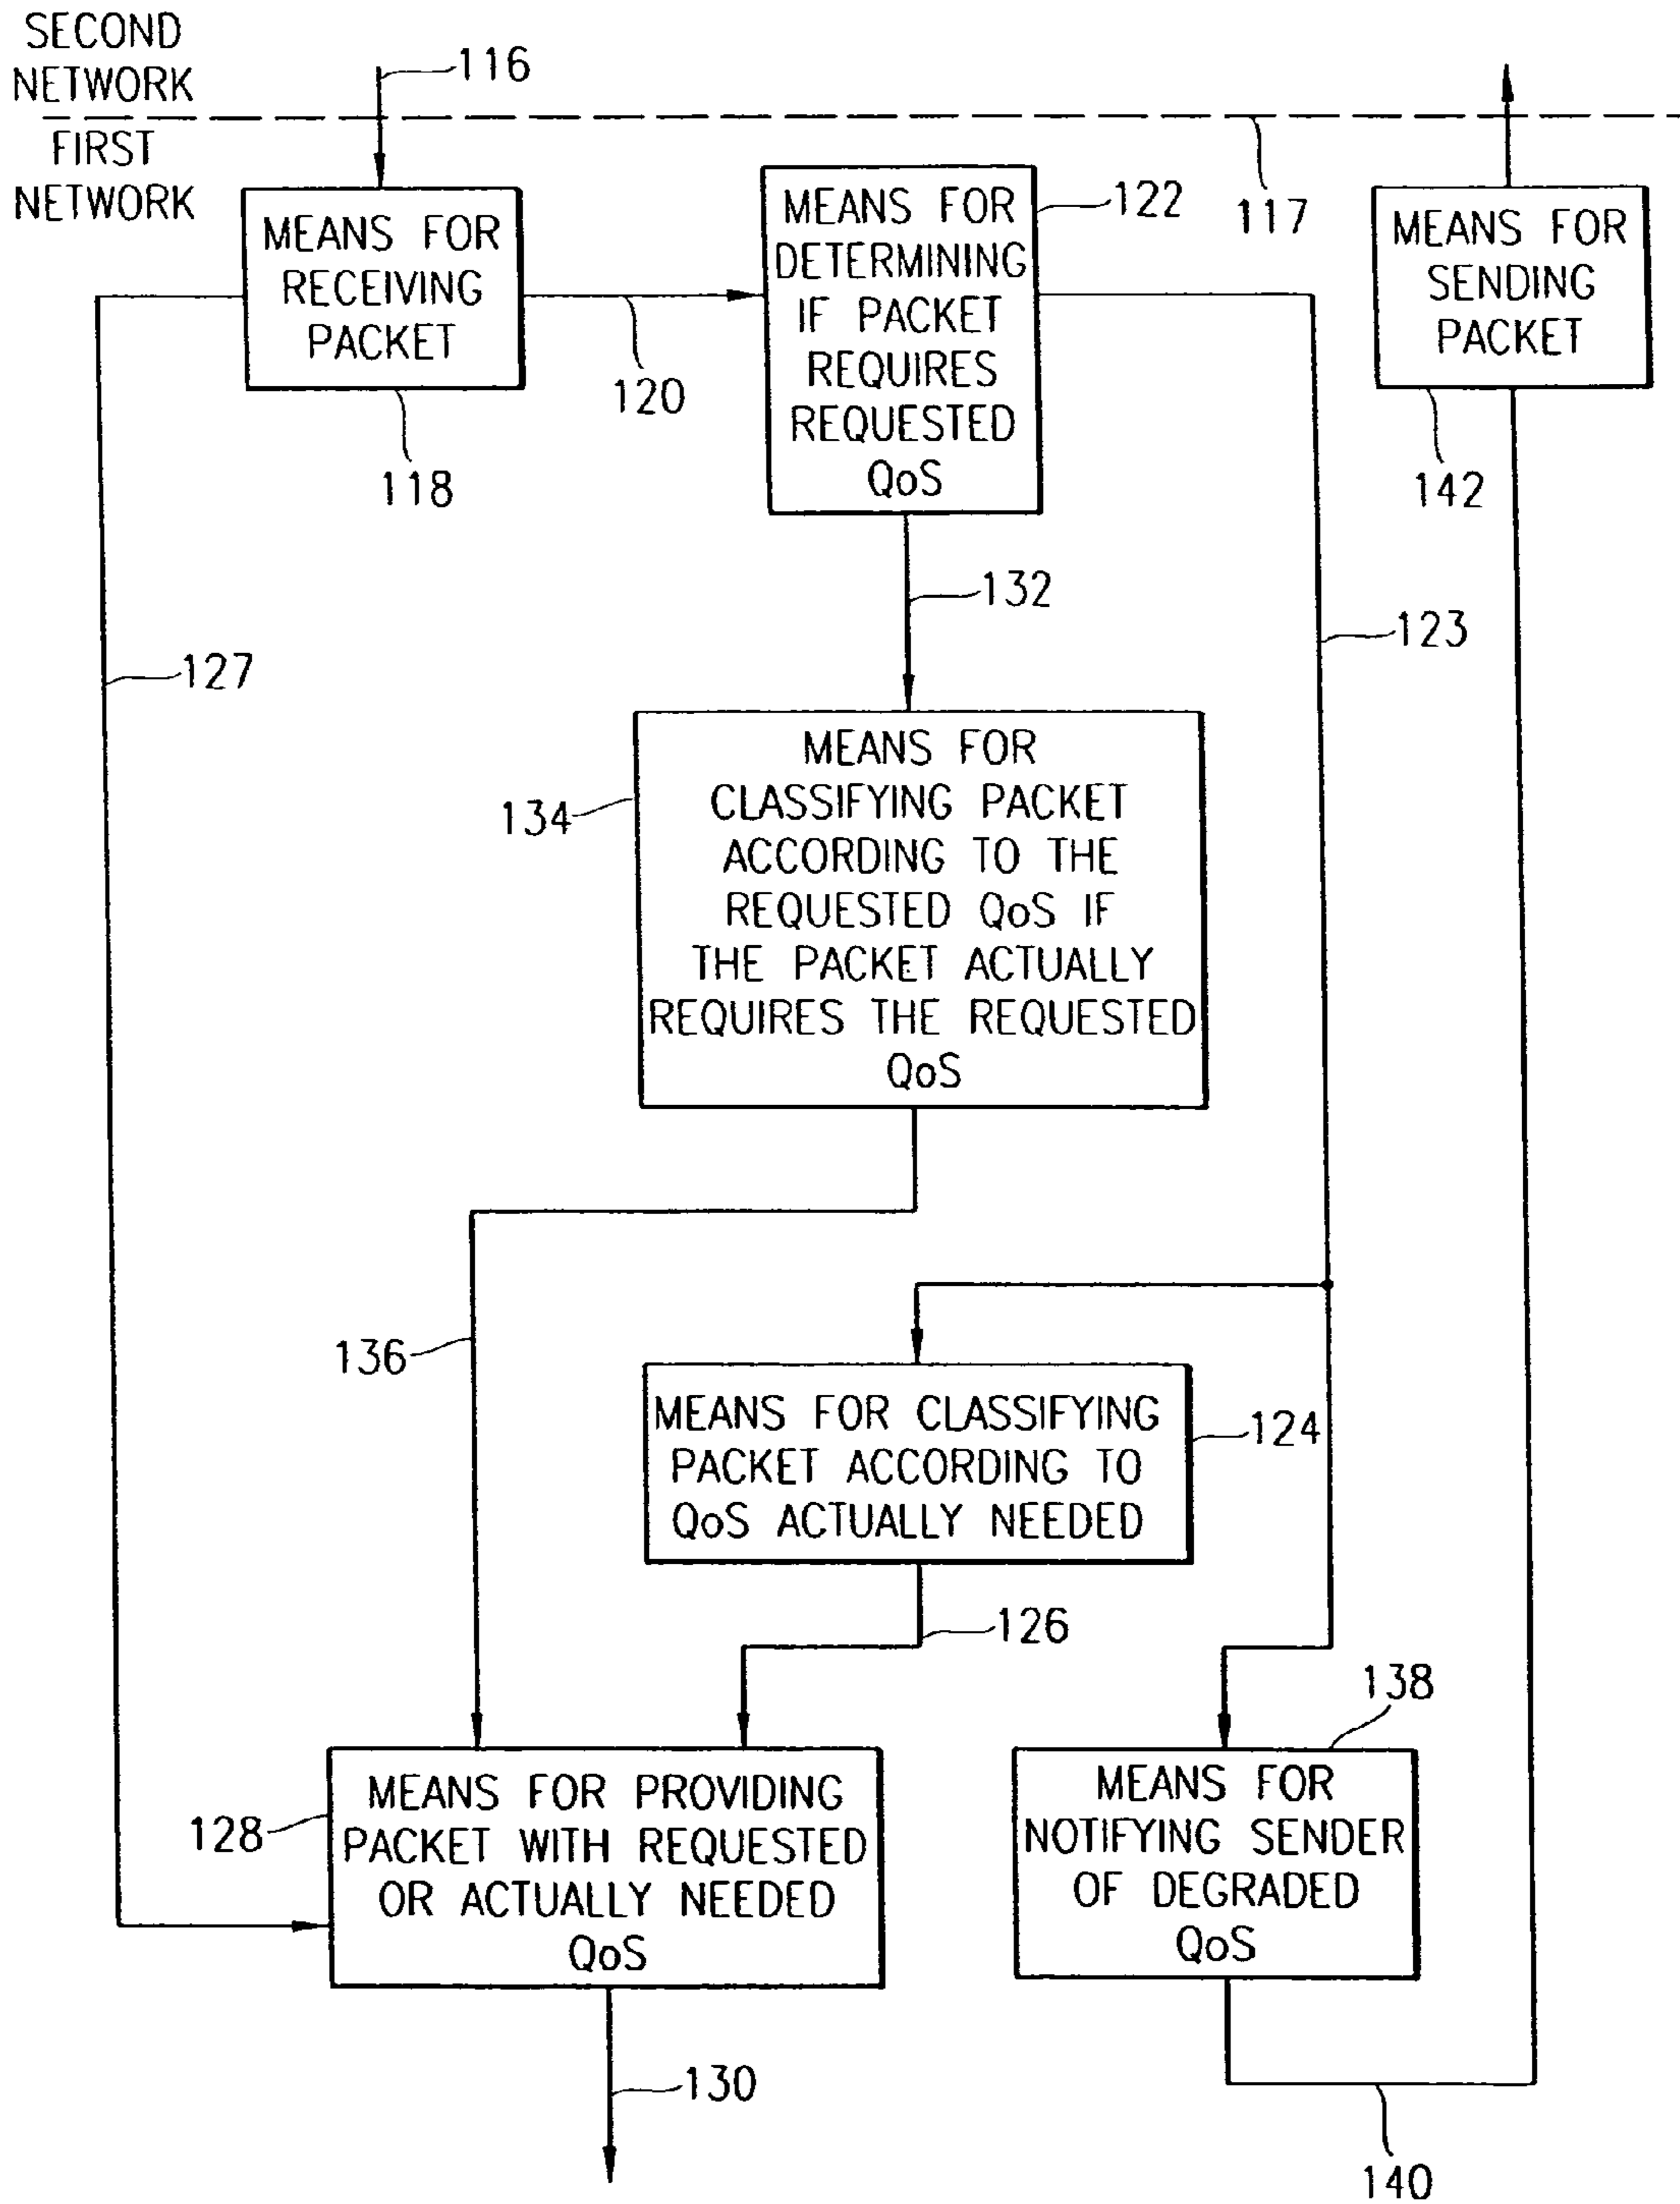 SECOND
NETWORK
116
FIRST
NETWORK
117
MEANS FOR
RECEIVING
PACKET
118
120
MEANS FOR
DETERMINING
IF PACKET
REQUIRES
REQUESTED
QoS
122
MEANS FOR
SENDING
PACKET
142
132
123
127
134
MEANS FOR
CLASSIFYING PACKET
ACCORDING TO THE
REQUESTED QoS IF
THE PACKET ACTUALLY
REQUIRES THE REQUESTED
QoS
136
MEANS FOR CLASSIFYING
PACKET ACCORDING TO
QoS ACTUALLY NEEDED
124
126
138
128
MEANS FOR PROVIDING
PACKET WITH REQUESTED
OR ACTUALLY NEEDED
QoS
MEANS FOR
NOTIFYING SENDER
OF DEGRADED
QoS
130
140